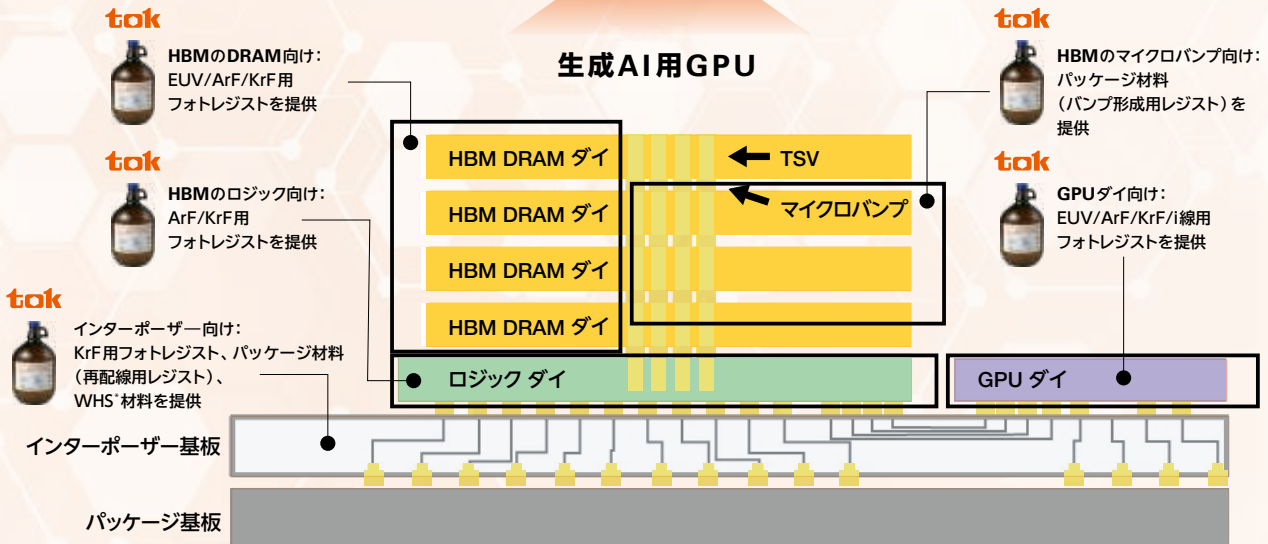 tok
HBMのDRAM向け：
EUV/ArF/KrF用
フォトレジストを提供
生成AI用GPU
tok
HBMのマイクロバンプ向け：
パッケージ材料
（バンプ形成用レジスト）を
提供
tok
HBMのロジック向け：
ArF/KrF用
フォトレジストを提供
tok
GPUダイ向け：
EUV/ArF/KrF/i線用
フォトレジストを提供
tok
インターポーザー向け：
KrF用フォトレジスト、パッケージ材料
（再配線用レジスト）、
WHS*材料を提供
HBM DRAM ダイ
TSV
HBM DRAM ダイ
マイクロバンプ
HBM DRAM ダイ
HBM DRAM ダイ
ロジック ダイ
GPU ダイ
インターポーザー基板
パッケージ基板